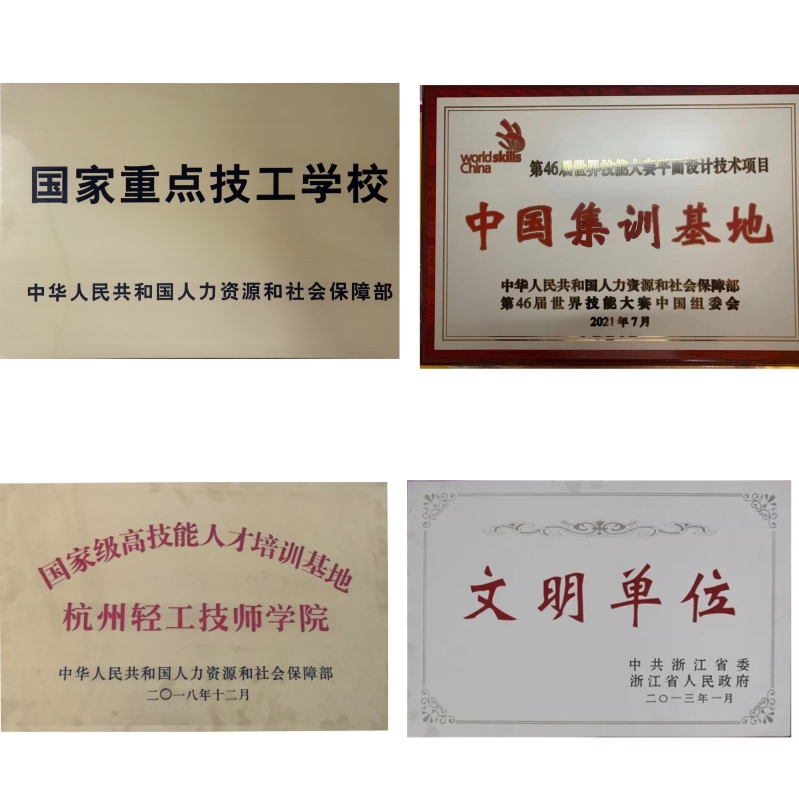 国家重点技工学校
中华人民共和国人力资源和社会保障部
worldskills
China
第46届世界技能大赛平面设计技术项目
中国集训基地
中华人民共和国人力资源和社会保障部
第46届世界技能大赛中国组委会
2021年7月
国家级高技能人才培训基地
杭州轻工技师学院
中华人民共和国人力资源和社会保障部
二〇一八年十二月
文明单位
中共浙江省委
浙江省人民政府
二〇一三年一月